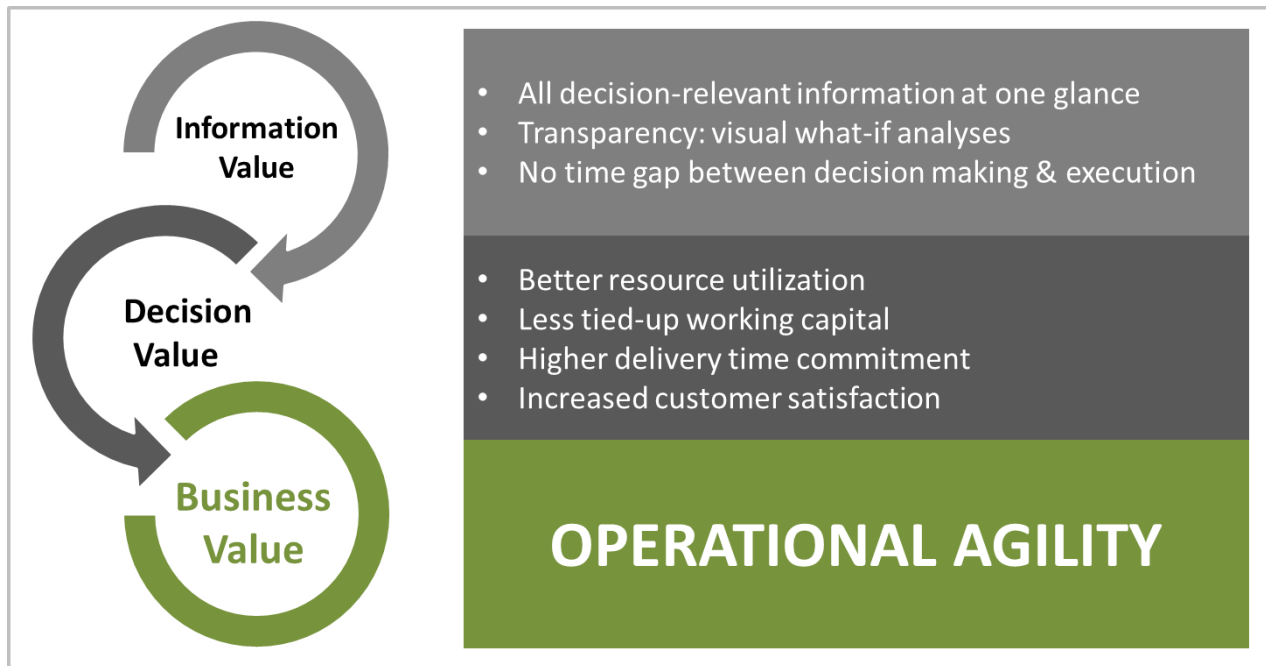 Information
Value
• All decision-relevant information at one glance
• Transparency: visual what-if analyses
• No time gap between decision making & execution
Decision
Value
• Better resource utilization
• Less tied-up working capital
• Higher delivery time commitment
• Increased customer satisfaction
Business
Value
OPERATIONAL AGILITY